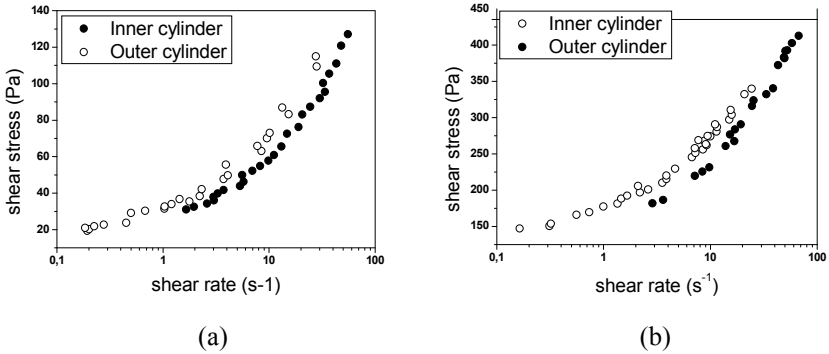 140
120
100
80
60
40
20
shear stress (Pa)
Inner cylinder
Outer cylinder
0,1
1
10
100
shear rate (s-1)
(a)
450
400
350
300
250
200
150
shear stress (Pa)
Inner cylinder
Outer cylinder
0,1
1
10
100
shear rate (s⁻¹)
(b)